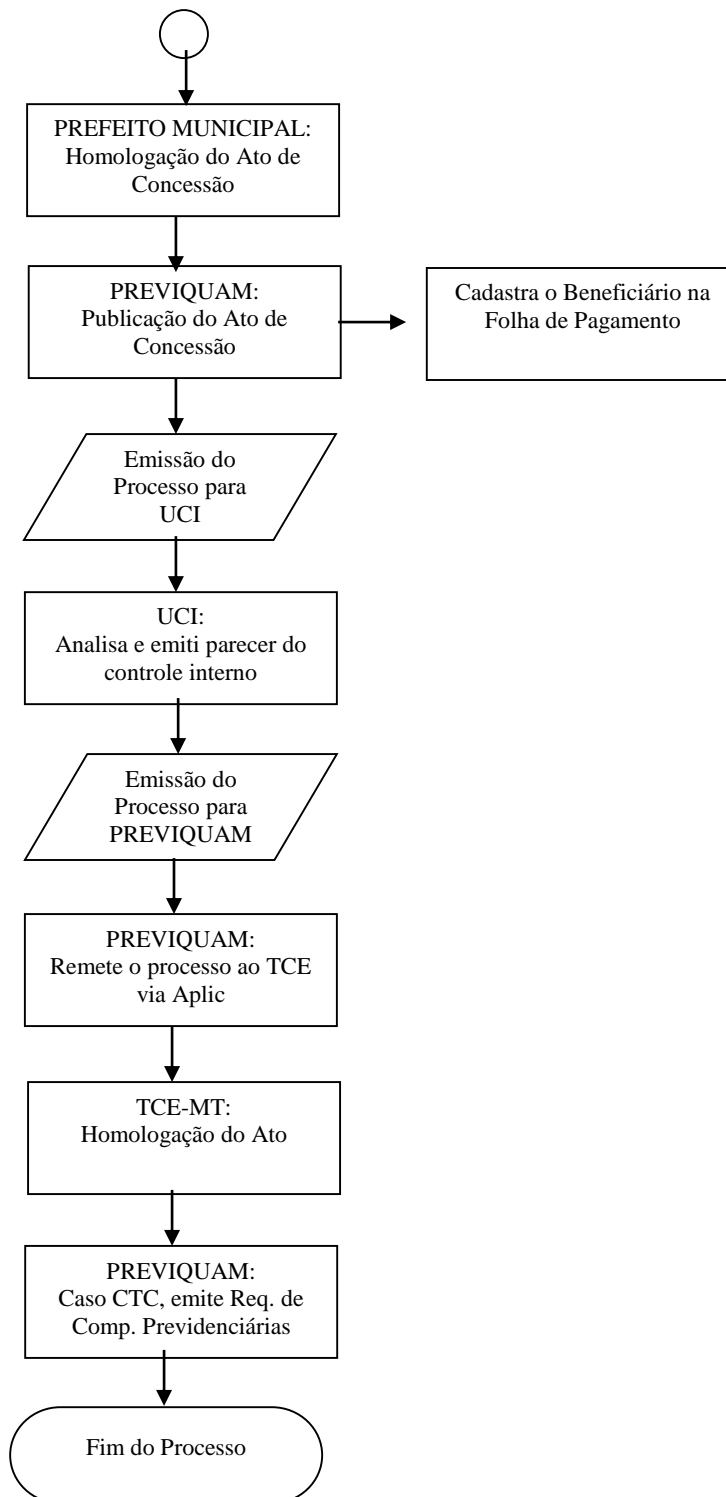 PREFEITO MUNICIPAL:
Homologação do Ato de
Concessão
PREVIQUAM:
Publicação do Ato de
Concessão
Cadastra o Beneficiário na
Folha de Pagamento
Emissão do
Processo para
UCI
UCI:
Analisa e emiti parecer do
controle interno
Emissão do
Processo para
PREVIQUAM
PREVIQUAM:
Remete o processo ao TCE
via Aplic
TCE-MT:
Homologação do Ato
PREVIQUAM:
Caso CTC, emite Req. de
Comp. Previdenciárias
Fim do Processo